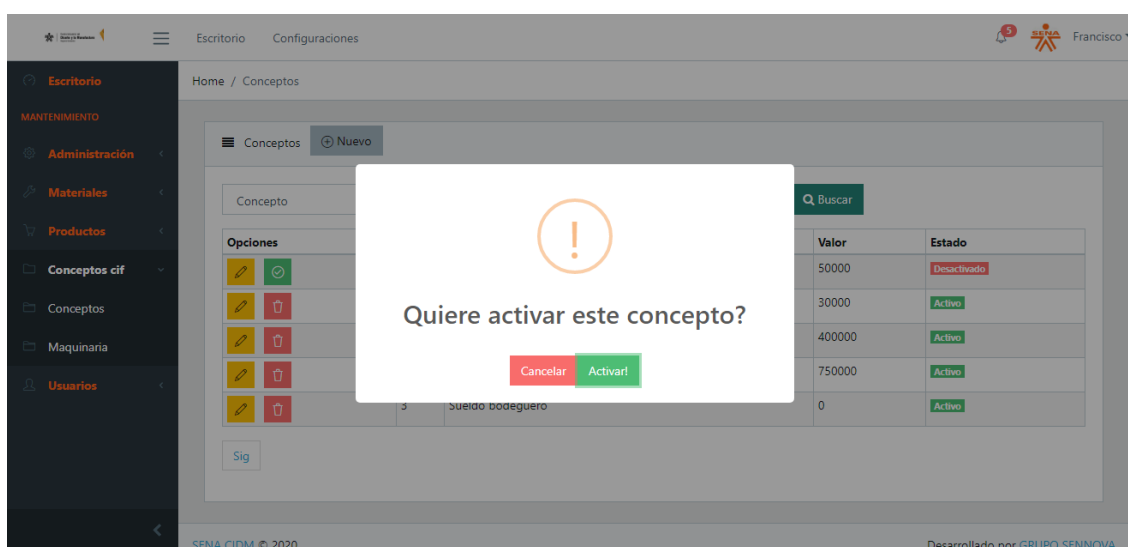 Escritorio Configuraciones 5 SENA Francisco
Escritorio
Home / Conceptos
MANTENIMIENTO
Administración
Materiales
Productos
Conceptos cif
Conceptos
Maquinaria
Usuarios
Conceptos Nuevo
Concepto Buscar
Opciones Valor Estado
50000 Desactivado
30000 Activo
400000 Activo
750000 Activo
3 Sueldo bodeguero 0 Activo
!
Quiere activar este concepto?
Cancelar Activar!
Sig
SENA CIDM © 2020 Desarrollado por GRUPO SENNOVA